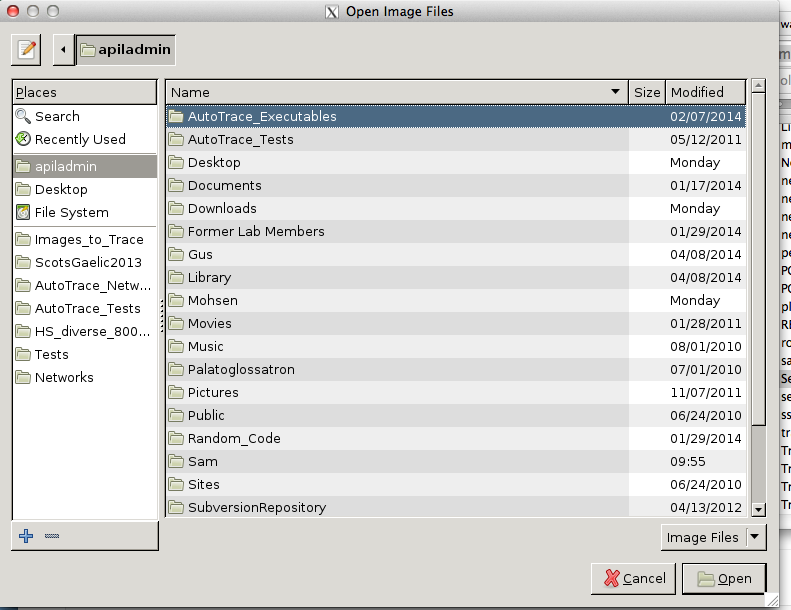 Open Image Files
apiladmin
Places
Search
Recently Used
apiladmin
Desktop
File System
Images_to_Trace
ScotsGaelic2013
AutoTrace_Netw...
AutoTrace_Tests
HS_diverse_800...
Tests
Networks
Name Size Modified
AutoTrace_Executables 02/07/2014
AutoTrace_Tests 05/12/2011
Desktop Monday
Documents 01/17/2014
Downloads Monday
Former Lab Members 01/29/2014
Gus 04/08/2014
Library 04/08/2014
Mohsen Monday
Movies 01/28/2011
Music 08/01/2010
Palatoglossatron 07/01/2010
Pictures 11/07/2011
Public 06/24/2010
Random_Code 01/29/2014
Sam 09:55
Sites 06/24/2010
SubversionRepository 04/13/2012
Image Files
Cancel Open